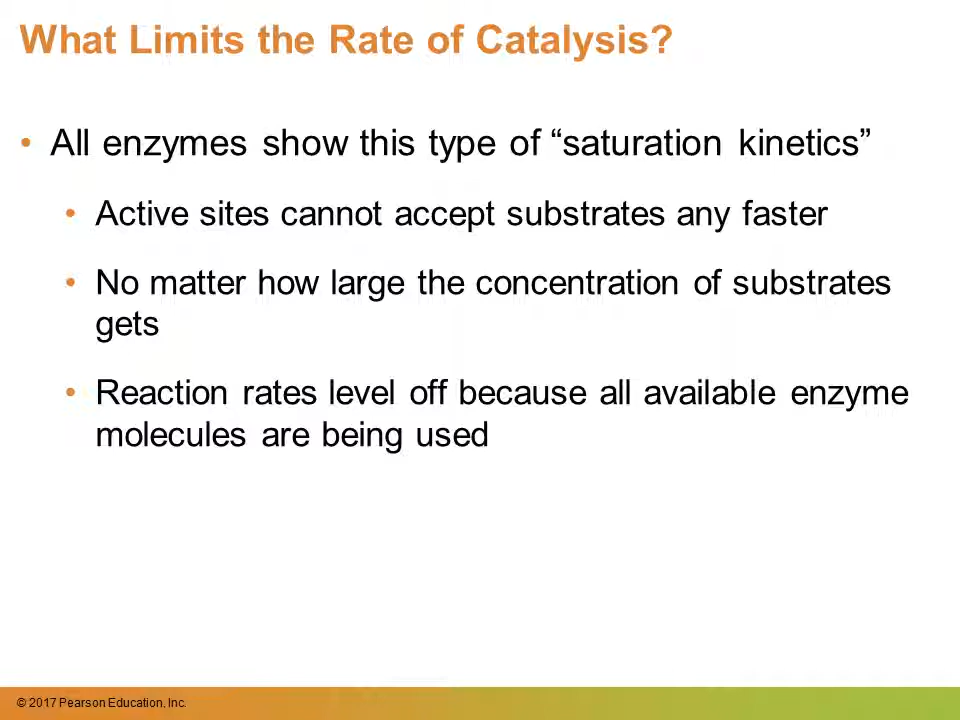 What Limits the Rate of Catalysis?
• All enzymes show this type of “saturation kinetics”
• Active sites cannot accept substrates any faster
• No matter how large the concentration of substrates
gets
• Reaction rates level off because all available enzyme
molecules are being used
© 2017 Pearson Education, Inc.